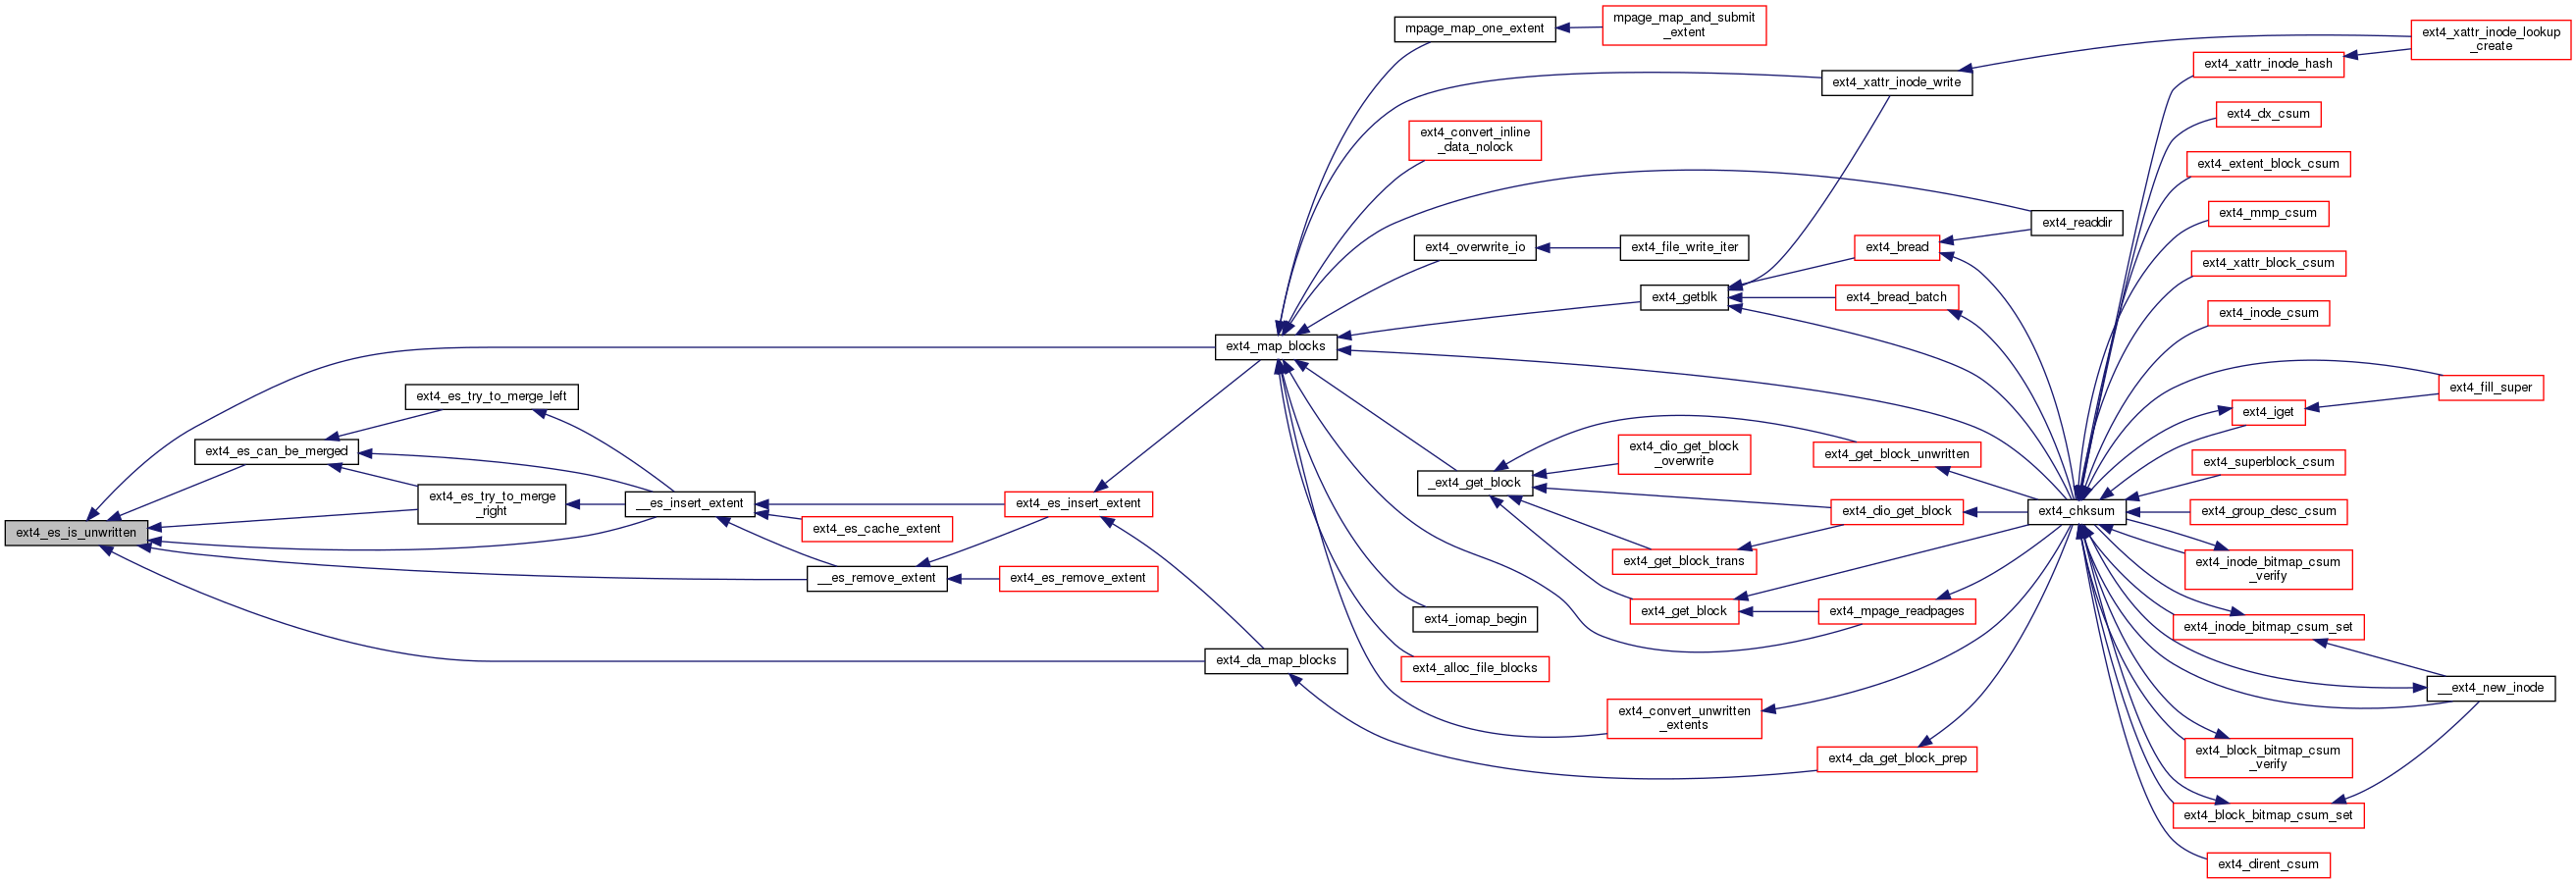 ext4_es_is_unwritten
ext4_es_can_be_merged
ext4_es_try_to_merge_left
ext4_es_try_to_merge
_right
__es_insert_extent
__es_remove_extent
ext4_es_insert_extent
ext4_es_cache_extent
ext4_es_remove_extent
ext4_da_map_blocks
ext4_map_blocks
mpage_map_one_extent
mpage_map_and_submit
_extent
ext4_convert_inline
_data_nolock
ext4_overwrite_io
ext4_file_write_iter
ext4_getblk
_ext4_get_block
ext4_dio_get_block
_overwrite
ext4_get_block_trans
ext4_get_block
ext4_iomap_begin
ext4_alloc_file_blocks
ext4_convert_unwritten
_extents
ext4_xattr_inode_write
ext4_bread
ext4_bread_batch
ext4_get_block_unwritten
ext4_dio_get_block
ext4_mpage_readpages
ext4_da_get_block_prep
ext4_readdir
ext4_chksum
ext4_xattr_inode_lookup
_create
ext4_xattr_inode_hash
ext4_dx_csum
ext4_extent_block_csum
ext4_mmp_csum
ext4_xattr_block_csum
ext4_inode_csum
ext4_fill_super
ext4_iget
ext4_superblock_csum
ext4_group_desc_csum
ext4_inode_bitmap_csum
_verify
ext4_inode_bitmap_csum_set
__ext4_new_inode
ext4_block_bitmap_csum
_verify
ext4_block_bitmap_csum_set
ext4_dirent_csum